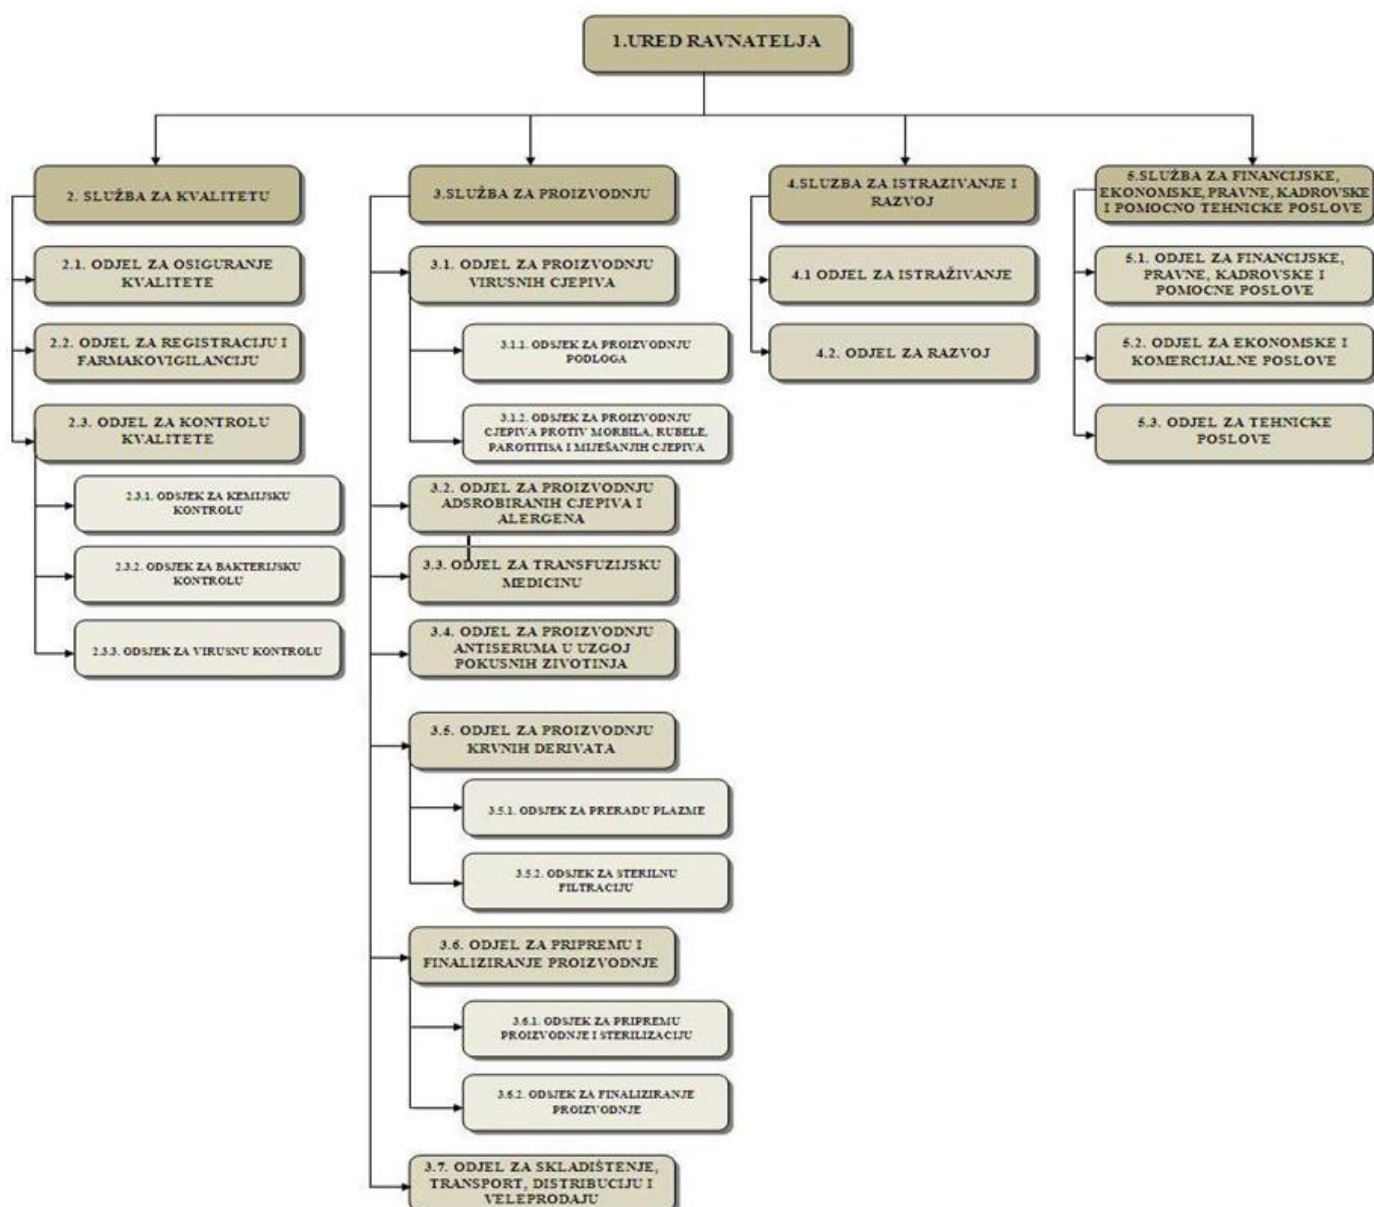 1.URED RAVNATELJA
2. SLUŽBA ZA KVALITETU
2.1. ODJEL ZA OSIGURANJE
KVALITETE
2.2. ODJEL ZA REGISTRACIJU I
FARMAKOVIGILANCIJU
2.3. ODJEL ZA KONTROLU
KVALITETE
2.3.1. ODSJEK ZA KEMIJSKU
KONTROLU
2.3.2. ODSJEK ZA BAKTERIJSKU
KONTROLU
2.3.3. ODSJEK ZA VIRUSNU KONTROLU
3.SLUŽBA ZA PROIZVODNJU
3.1. ODJEL ZA PROIZVODNJU
VIRUSNIH CJEPIVA
3.1.1. ODSJEK ZA PROIZVODNJU
PODLOGA
3.1.2. ODSJEK ZA PROIZVODNJU
CJEPIVA PROTIV MORBILA, RUBELE,
PAROTITISA I MIJEŠANJIH CJEPIVA
3.2. ODJEL ZA PROIZVODNJU
ADSROBIRANIH CJEPIVA I
ALERGENA
3.3. ODJEL ZA TRANSFUZIJSKU
MEDICINU
3.4. ODJEL ZA PROIZVODNJU
ANTISERUMA U UZGOJ
POKUSNIH ZIVOTINJA
3.5. ODJEL ZA PROIZVODNJU
KRVNIH DERIVATA
3.5.1. ODSJEK ZA PRERADU PLAZME
3.5.2. ODSJEK ZA STERILNU
FILTRACIJU
3.6. ODJEL ZA PRIPREMU I
FINALIZIRANJE PROIZVODNJE
3.6.1. ODSJEK ZA PRIPREMU
PROIZVODNJE I STERILIZACIJU
3.6.2. ODSJEK ZA FINALIZIRANJE
PROIZVODNJE
3.7. ODJEL ZA SKLADIŠTENJE,
TRANSPORT, DISTRIBUCIJU I
VELEPRODAJU
4.SLUZBA ZA ISTRAZIVANJE I
RAZVOJ
4.1 ODJEL ZA ISTRAŽIVANJE
4.2. ODJEL ZA RAZVOJ
5.SLUŽBA ZA FINANCIJSKE,
EKONOMSKE, PRAVNE, KADROVSKE
I POMOCNO TEHNICKE POSLOVE
5.1. ODJEL ZA FINANCIJSKE,
PRAVNE, KADROVSKE I
POMOCNE POSLOVE
5.2. ODJEL ZA EKONOMSKE I
KOMERCIJALNE POSLOVE
5.3. ODJEL ZA TEHNICKE
POSLOVE